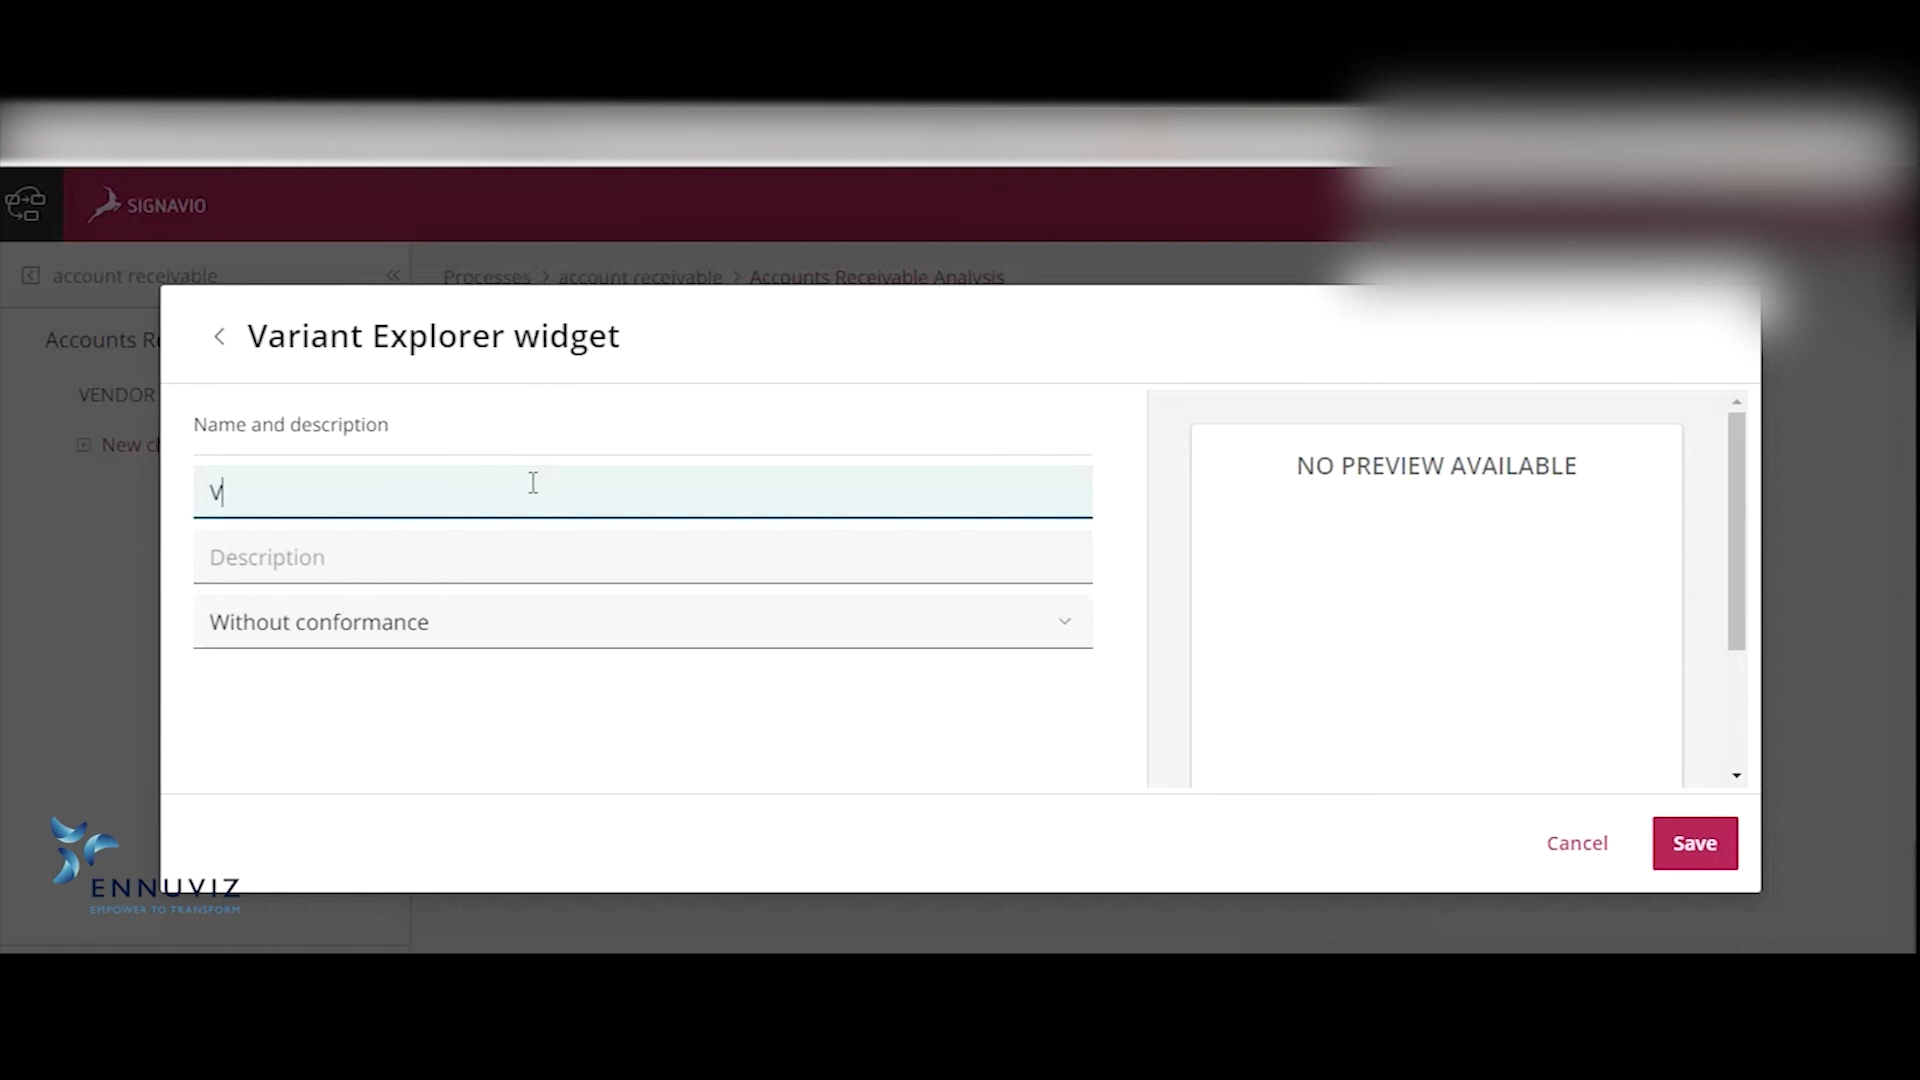 SIGNAVIO
account receivable
Processes > account receivable > Accounts Receivable Analysis
Accounts
VENDOR
New
Variant Explorer widget
Name and description
V
Description
Without conformance
NO PREVIEW AVAILABLE
Cancel
Save
ENNUVIZ
EMPOWER TO TRANSFORM